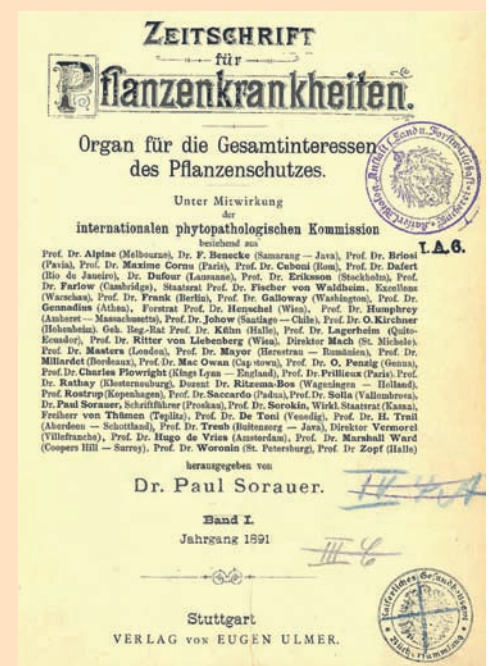 ZEITSCHRIFT
für
Pflanzenkrankheiten.
Organ für die Gesamtinteressen
des Pflanzenschutzes.
Unter Mitwirkung
der
internationalen phytopathologischen Kommission
bestehend aus
Prof. Dr. Alpine (Melbourne), Dr. F. Benecke (Samarang — Java), Prof. Dr. Briosi
(Pavia), Prof. Dr. Maxime Cornu (Paris), Prof. Dr. Cuboni (Rom), Prof. Dr. Dafert
(Rio de Janeiro), Dr. Dufour (Lausanne), Prof. Dr. Eriksson (Stockholm), Prof. Dr.
Dr. Farlow (Cambridge), Staatsrat Prof. Dr. Fischer von Waldheim, Excellenz
(Warschau), Prof. Dr. Frank (Berlin), Prof. Dr. Galloway (Washington), Prof. Dr.
Gennadius (Athen), Forstrat Prof. Dr. Henschel (Wien), Prof. Dr. Humphrey
(Amherst — Massachusetts), Prof. Dr. Johow (Santiago — Chile), Prof. Dr. O. Kirchner
(Hohenheim), Geh. Reg.-Rat Prof. Dr. Kühn (Halle), Prof. Dr. Lagerheim (Quito-
Ecuador), Prof. Dr. Ritter von Liebenberg (Wien), Direktor Mach (St. Michele),
Prof. Dr. Masters (London), Prof. Dr. Mayor (Herestrau — Rumänien), Prof. Dr.
Millardet (Bordeaux), Prof. Dr. Mac Owan (Capstown), Prof. Dr. O. Penzig (Genua),
Prof. Dr. Charles Plowright (Kings Lynn — England), Prof. Dr. Prillieux (Paris), Prof.
Dr. Rathay (Klosterneuburg), Dozent Dr. Ritzema-Bos (Wageningen — Holland),
Prof. Rostrup (Kopenhagen), Prof. Dr. Saccardo (Padua), Prof. Dr. Solla (Vallombrosa),
Dr. Paul Sorauer, Schriftführer (Proskau), Prof. Dr. Sorokin, Wirkl. Staatsrat (Kasan),
Freiherr von Thümen (Teplitz), Prof. Dr. De Toni (Venedig), Prof. Dr. H. Trail
(Aberdeen — Schottland), Prof. Dr. Treub (Buitenzorg — Java), Direktor Vermorel
(Villefranche), Prof. Dr. Hugo de Vries (Amsterdam), Prof. Dr. Marshall Ward
(Coopers Hill — Surrey), Prof. Dr. Woronin (St. Petersburg), Prof. Dr Zopf (Halle)
I.A.6.
herausgegeben von
Dr. Paul Sorauer.
Band I.
Jahrgang 1891
III C
Stuttgart
VERLAG VON EUGEN ULMER.
Kaiserliches Gesundheitsamt
Büchersammlung